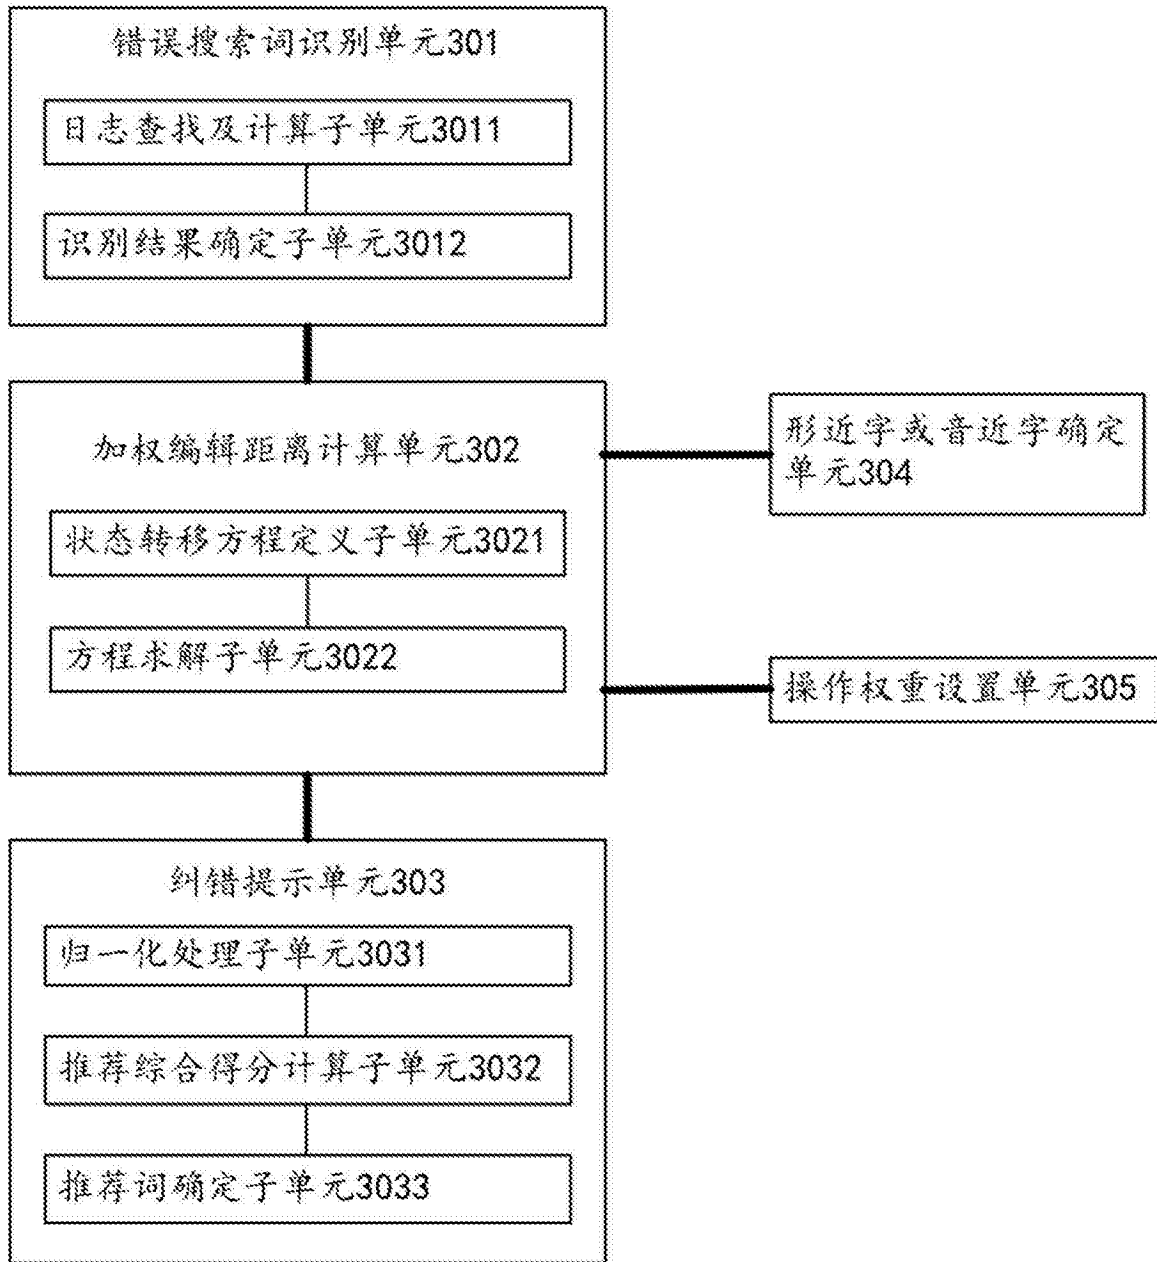 错误搜索词识别单元301
日志查找及计算子单元3011
识别结果确定子单元3012
加权编辑距离计算单元302
状态转移方程定义子单元3021
方程求解子单元3022
形近字或音近字确定
单元304
操作权重设置单元305
纠错提示单元303
归一化处理子单元3031
推荐综合得分计算子单元3032
推荐词确定子单元3033